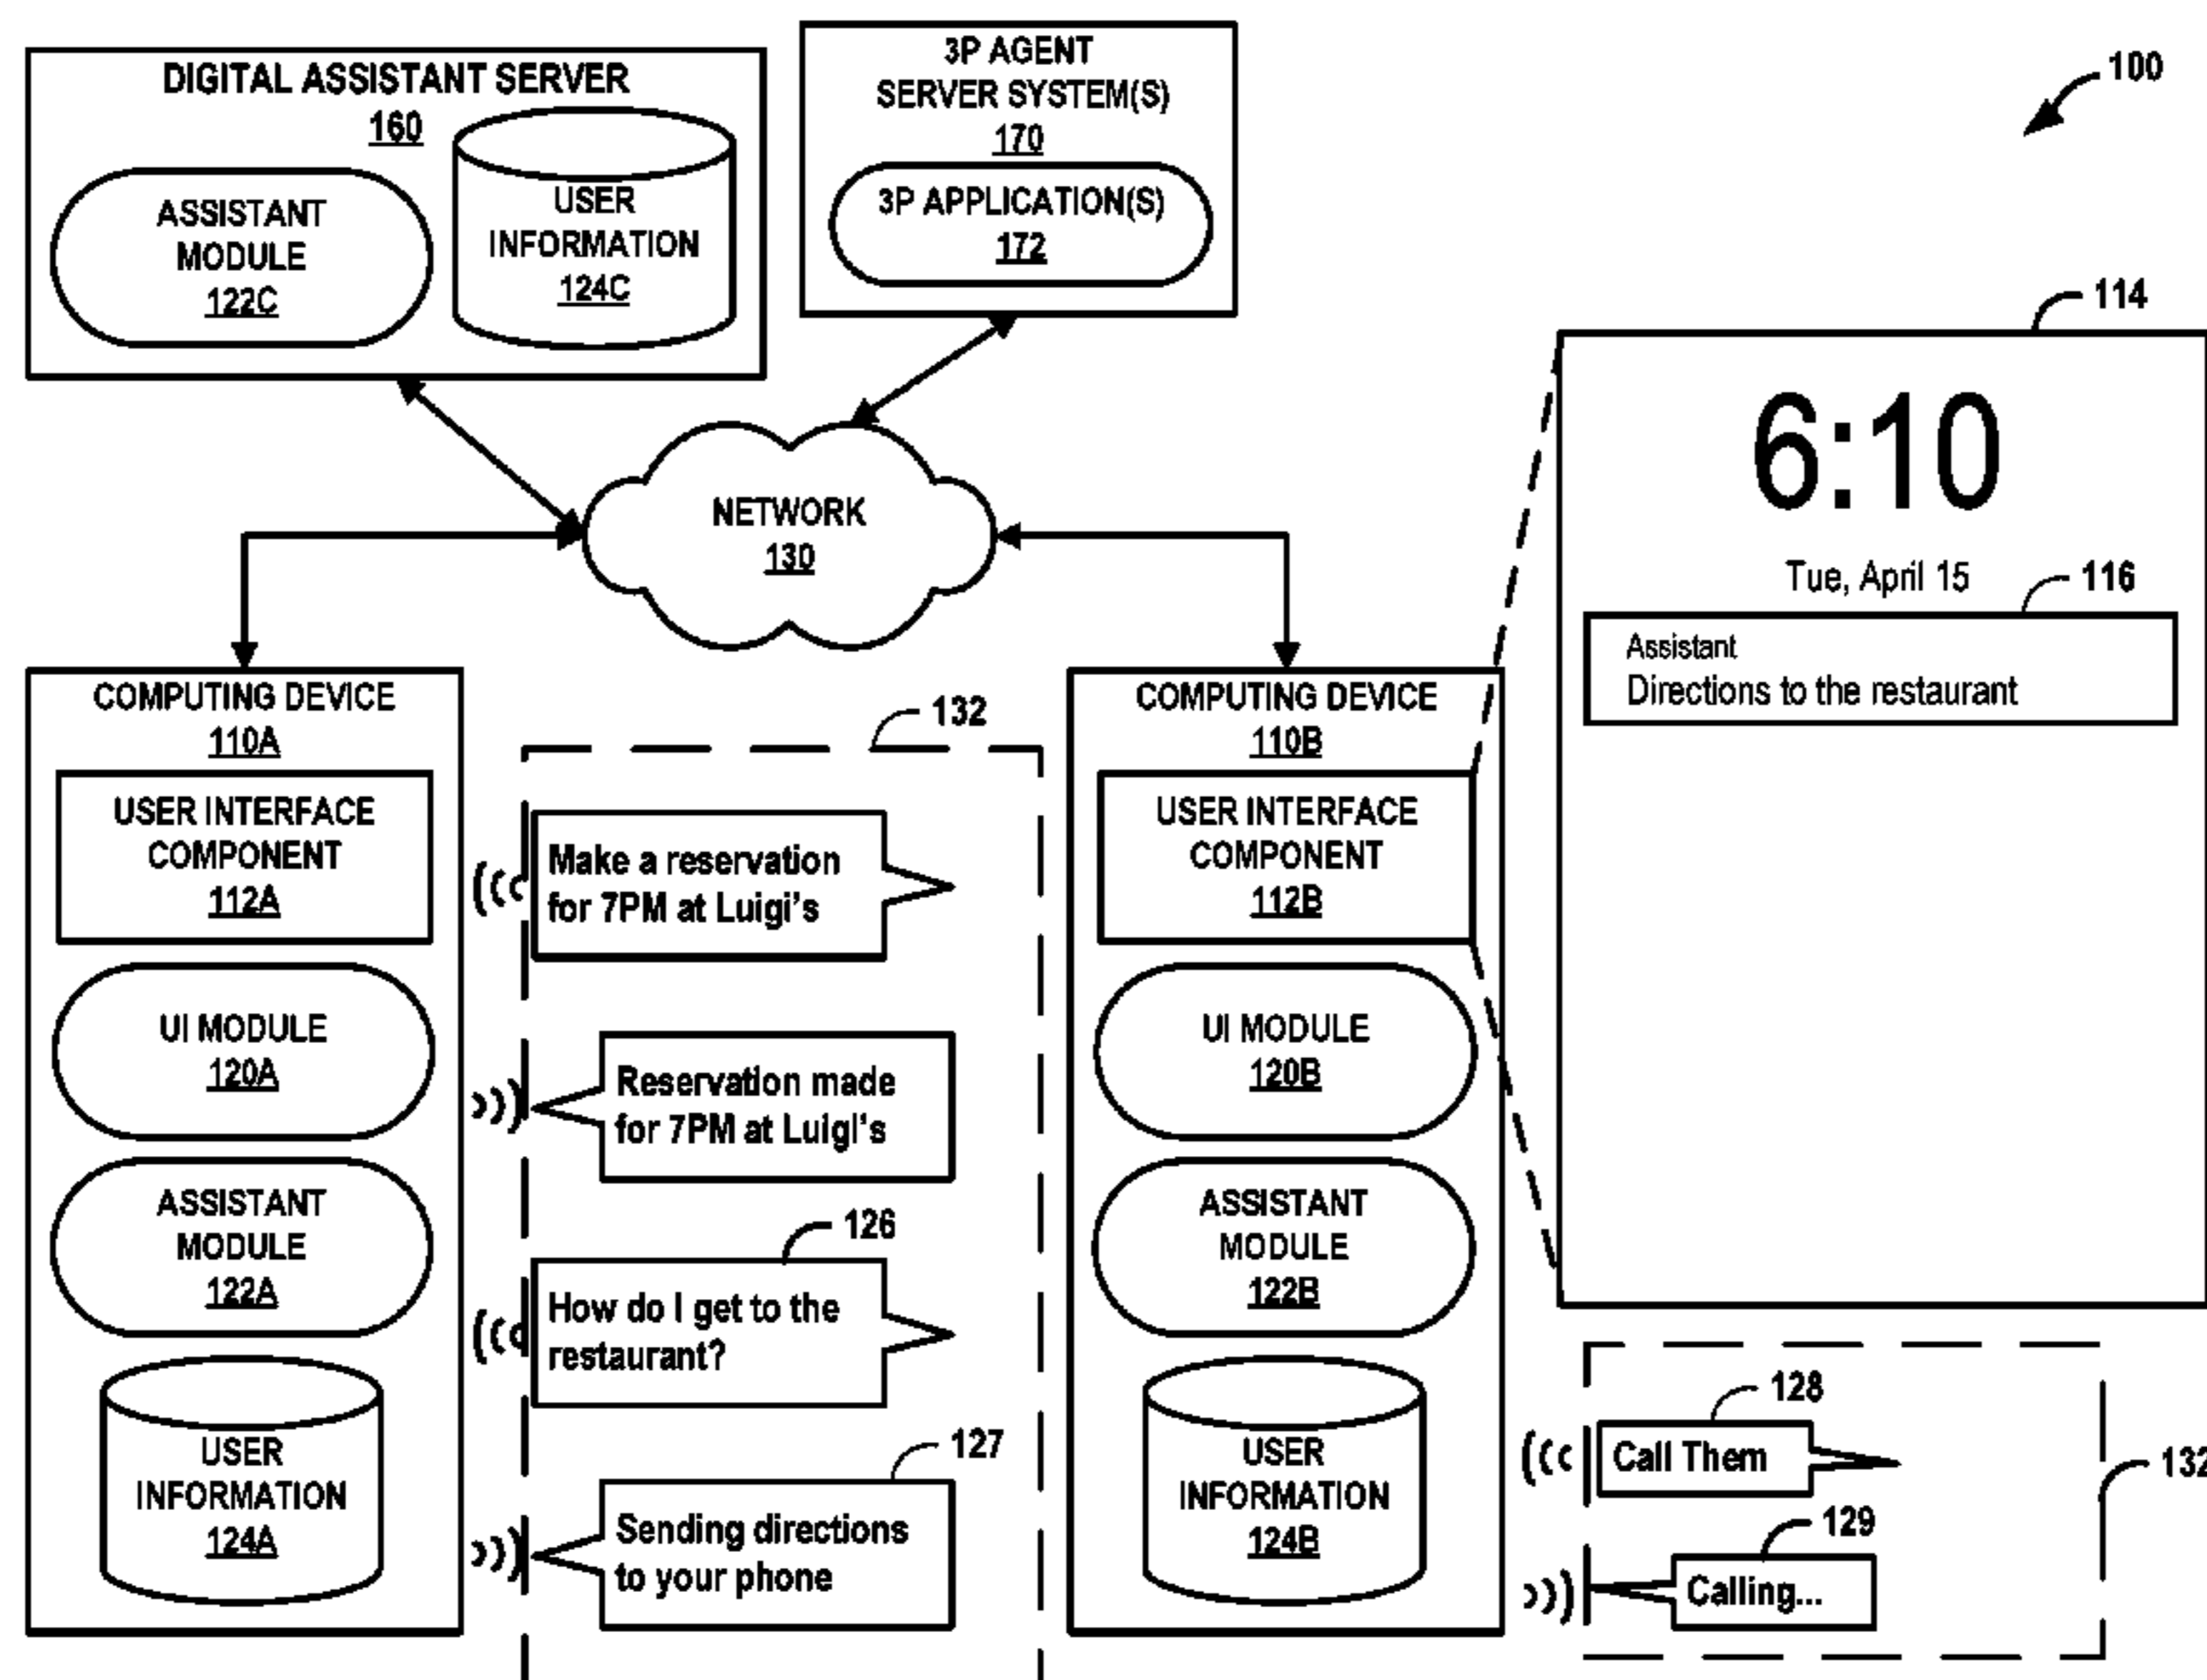 DIGITAL ASSISTANT SERVER
160
ASSISTANT
MODULE
122C
USER
INFORMATION
124C
3P AGENT
SERVER SYSTEM(S)
170
3P APPLICATION(S)
172
100
NETWORK
130
114
6:10
Tue, April 15
116
Assistant
Directions to the restaurant
COMPUTING DEVICE
110A
USER INTERFACE
COMPONENT
112A
UI MODULE
120A
ASSISTANT
MODULE
122A
USER
INFORMATION
124A
132
Make a reservation
for 7PM at Luigi's
Reservation made
for 7PM at Luigi's
126
How do I get to the
restaurant?
127
Sending directions
to your phone
COMPUTING DEVICE
110B
USER INTERFACE
COMPONENT
112B
UI MODULE
120B
ASSISTANT
MODULE
122B
USER
INFORMATION
124B
128
Call Them
129
Calling...
132